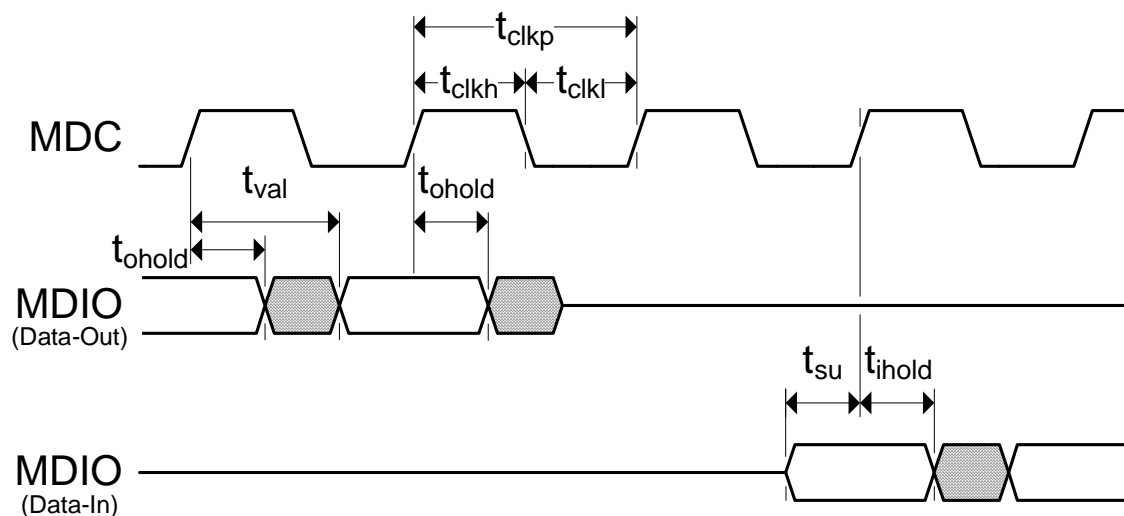 tclkp
tclkh tclkl
MDC
tval tohold
tohold
MDIO
(Data-Out)
tsu tihold
MDIO
(Data-In)